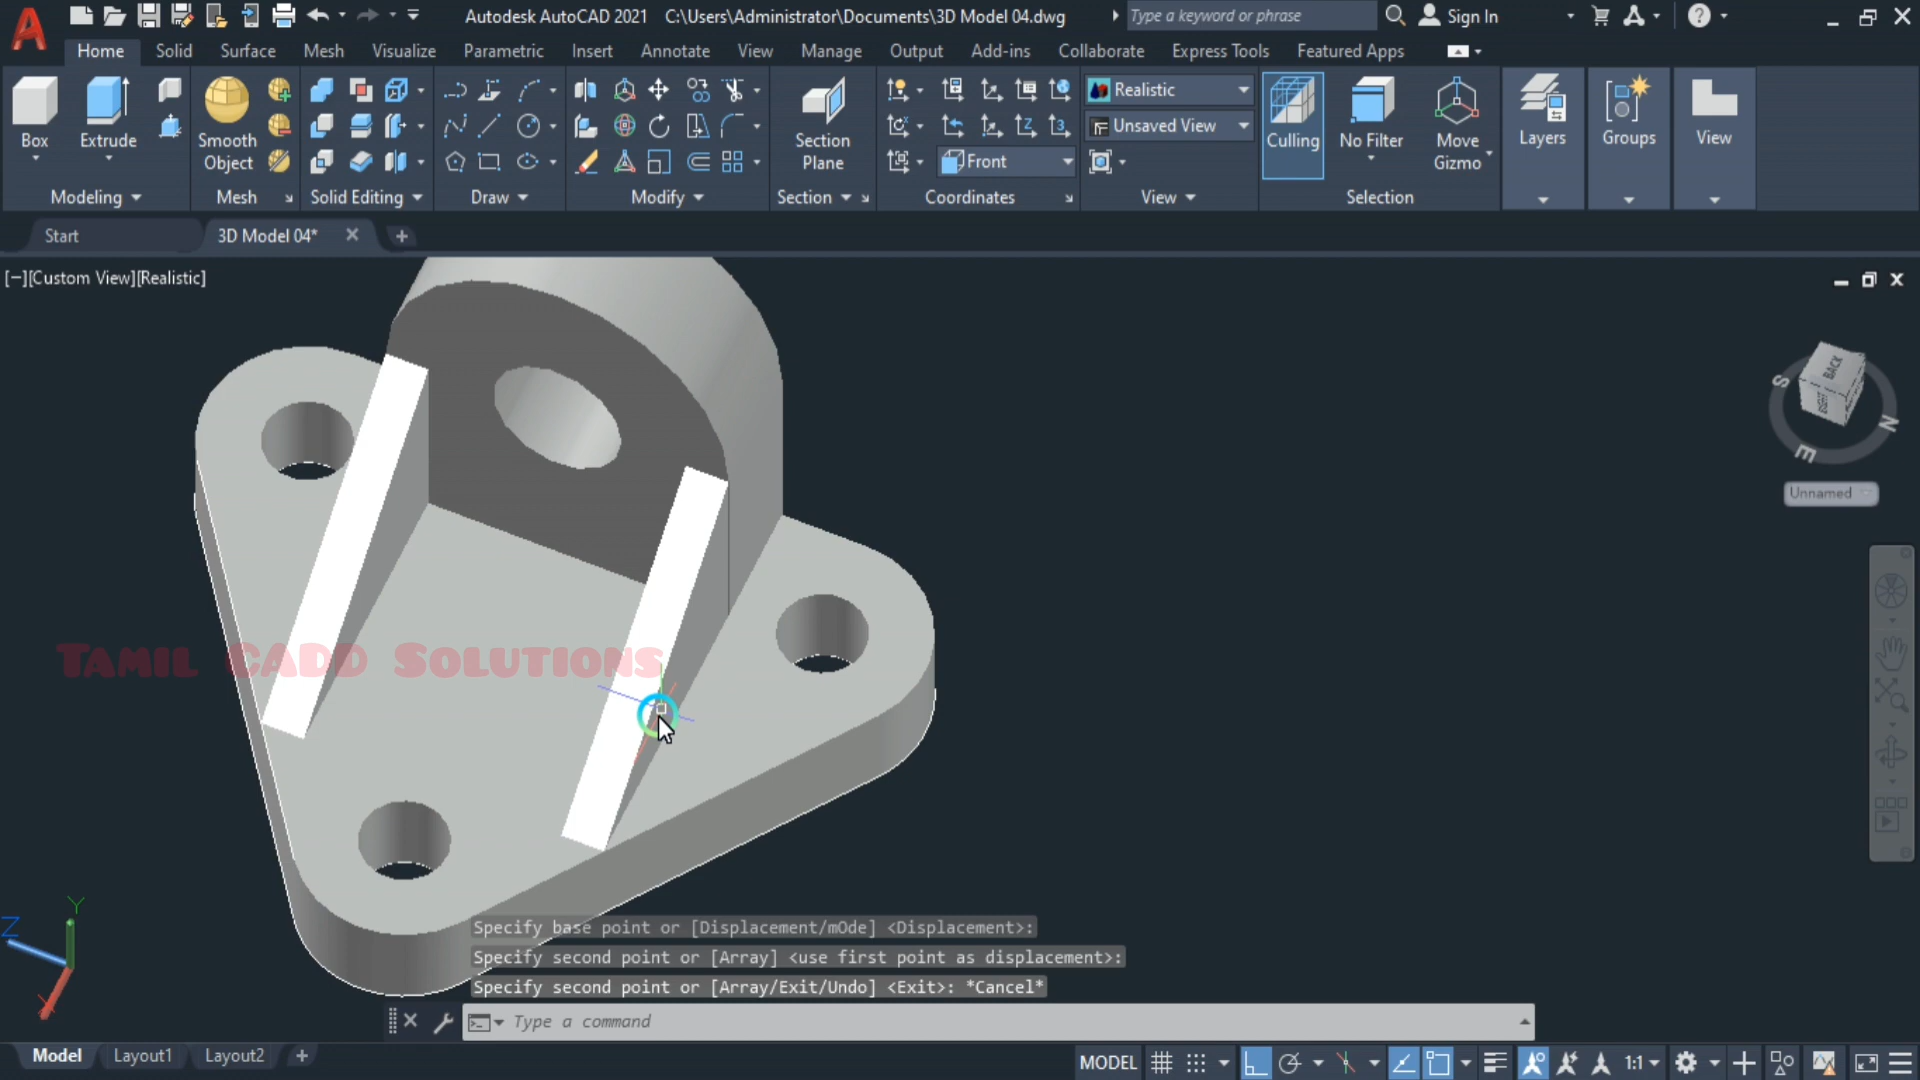 Autodesk AutoCAD 2021 C:\Users\Administrator\Documents\3D Model 04.dwg
Type a keyword or phrase
Sign In
Home Solid Surface Mesh Visualize Parametric Insert Annotate View Manage Output Add-ins Collaborate Express Tools Featured Apps
Box
Extrude
Smooth
Object
Section
Plane
Realistic
Unsaved View
Front
Culling
No Filter
Move
Gizmo
Layers
Groups
View
Modeling
Mesh
Solid Editing
Draw
Modify
Section
Coordinates
View
Selection
Start
3D Model 04*
[−][Custom View][Realistic]
BACK
RIGHT
S
N
E
Unnamed
TAMIL CADD SOLUTIONS
Y
Z
X
Specify base point or [Displacement/mOde] <Displacement>:
Specify second point or [Array] <use first point as displacement>:
Specify second point or [Array/Exit/Undo] <Exit>: *Cancel*
Type a command
Model Layout1 Layout2
MODEL
1:1